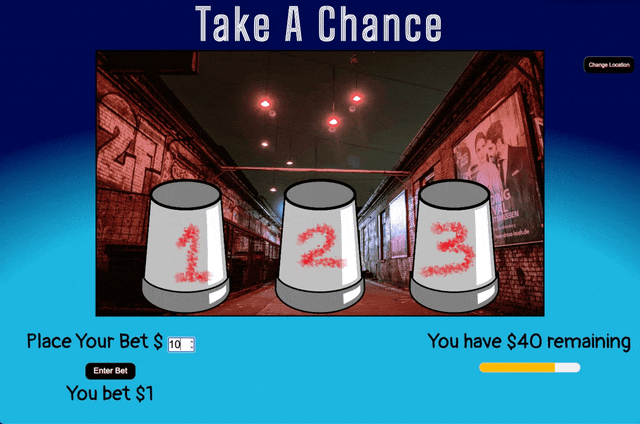 Take A Chance
Change Location
1
2
3
Place Your Bet $ 10
You have $40 remaining
Enter Bet
You bet $1